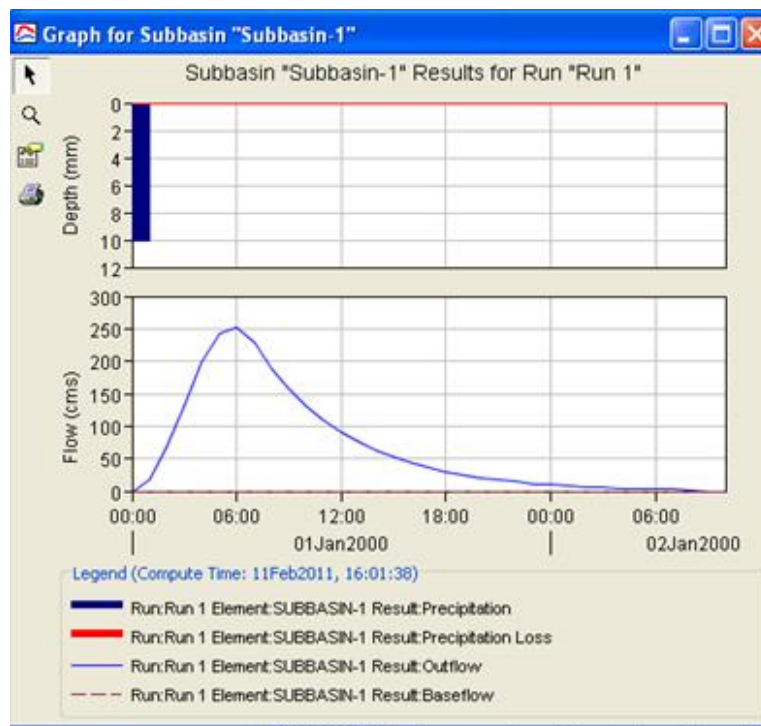 Graph for Subbasin "Subbasin-1"
Subbasin "Subbasin-1" Results for Run "Run 1"
Depth (mm)
0
2
4
6
8
10
12
Flow (cms)
300
250
200
150
100
50
0
00:00 06:00 12:00 18:00 00:00 06:00
01Jan2000 02Jan2000
Legend (Compute Time: 11Feb2011, 16:01:38)
Run:Run 1 Element:SUBBASIN-1 Result:Precipitation
Run:Run 1 Element:SUBBASIN-1 Result:Precipitation Loss
Run:Run 1 Element:SUBBASIN-1 Result:Outflow
Run:Run 1 Element:SUBBASIN-1 Result:Baseflow